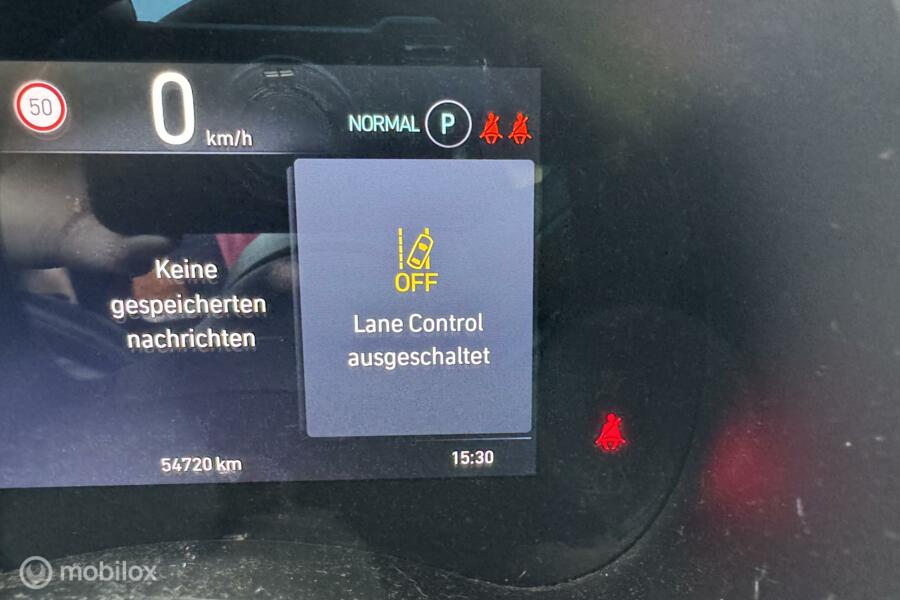 50
0 km/h
NORMAL P
OFF
Lane Control
ausgeschaltet
Keine
gespeicherten
nachrichten
54720 km
15:30
mobilox